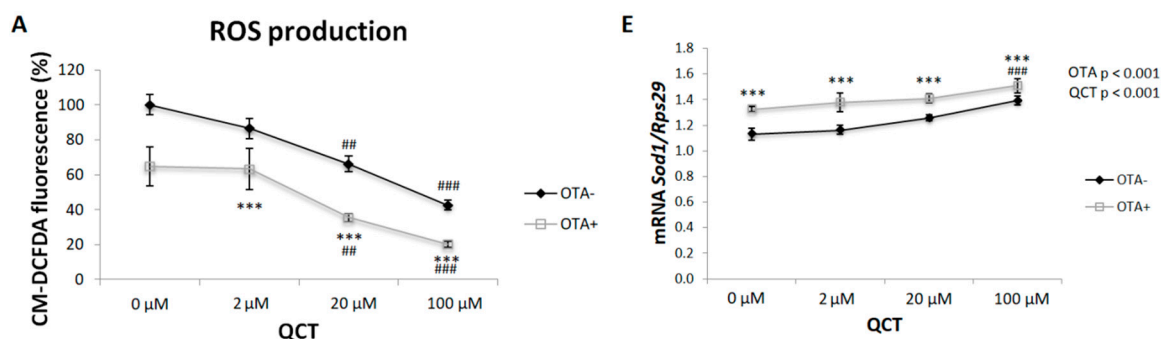 A
ROS production
CM-DCFDA fluorescence (%)
120
100
80
60
40
20
0
##
###
***
***
##
***
###
0 µM
2 µM
20 µM
100 µM
QCT
OTA-
OTA+
E
mRNA Sod1/Rps29
1.8
1.6
1.4
1.2
1.0
0.8
0.6
0.4
0.2
0.0
***
***
***
***
###
0 µM
2 µM
20 µM
100 µM
QCT
OTA p < 0.001
QCT p < 0.001
OTA-
OTA+